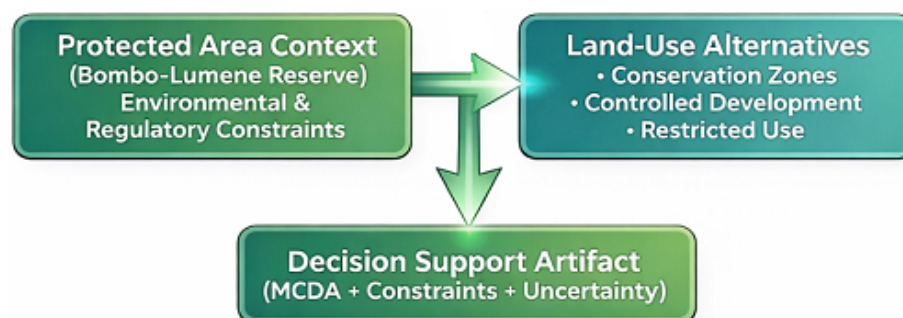 Protected Area Context
(Bombo-Lumene Reserve)
Environmental &
Regulatory Constraints
Land-Use Alternatives
• Conservation Zones
• Controlled Development
• Restricted Use
Decision Support Artifact
(MCDA + Constraints + Uncertainty)